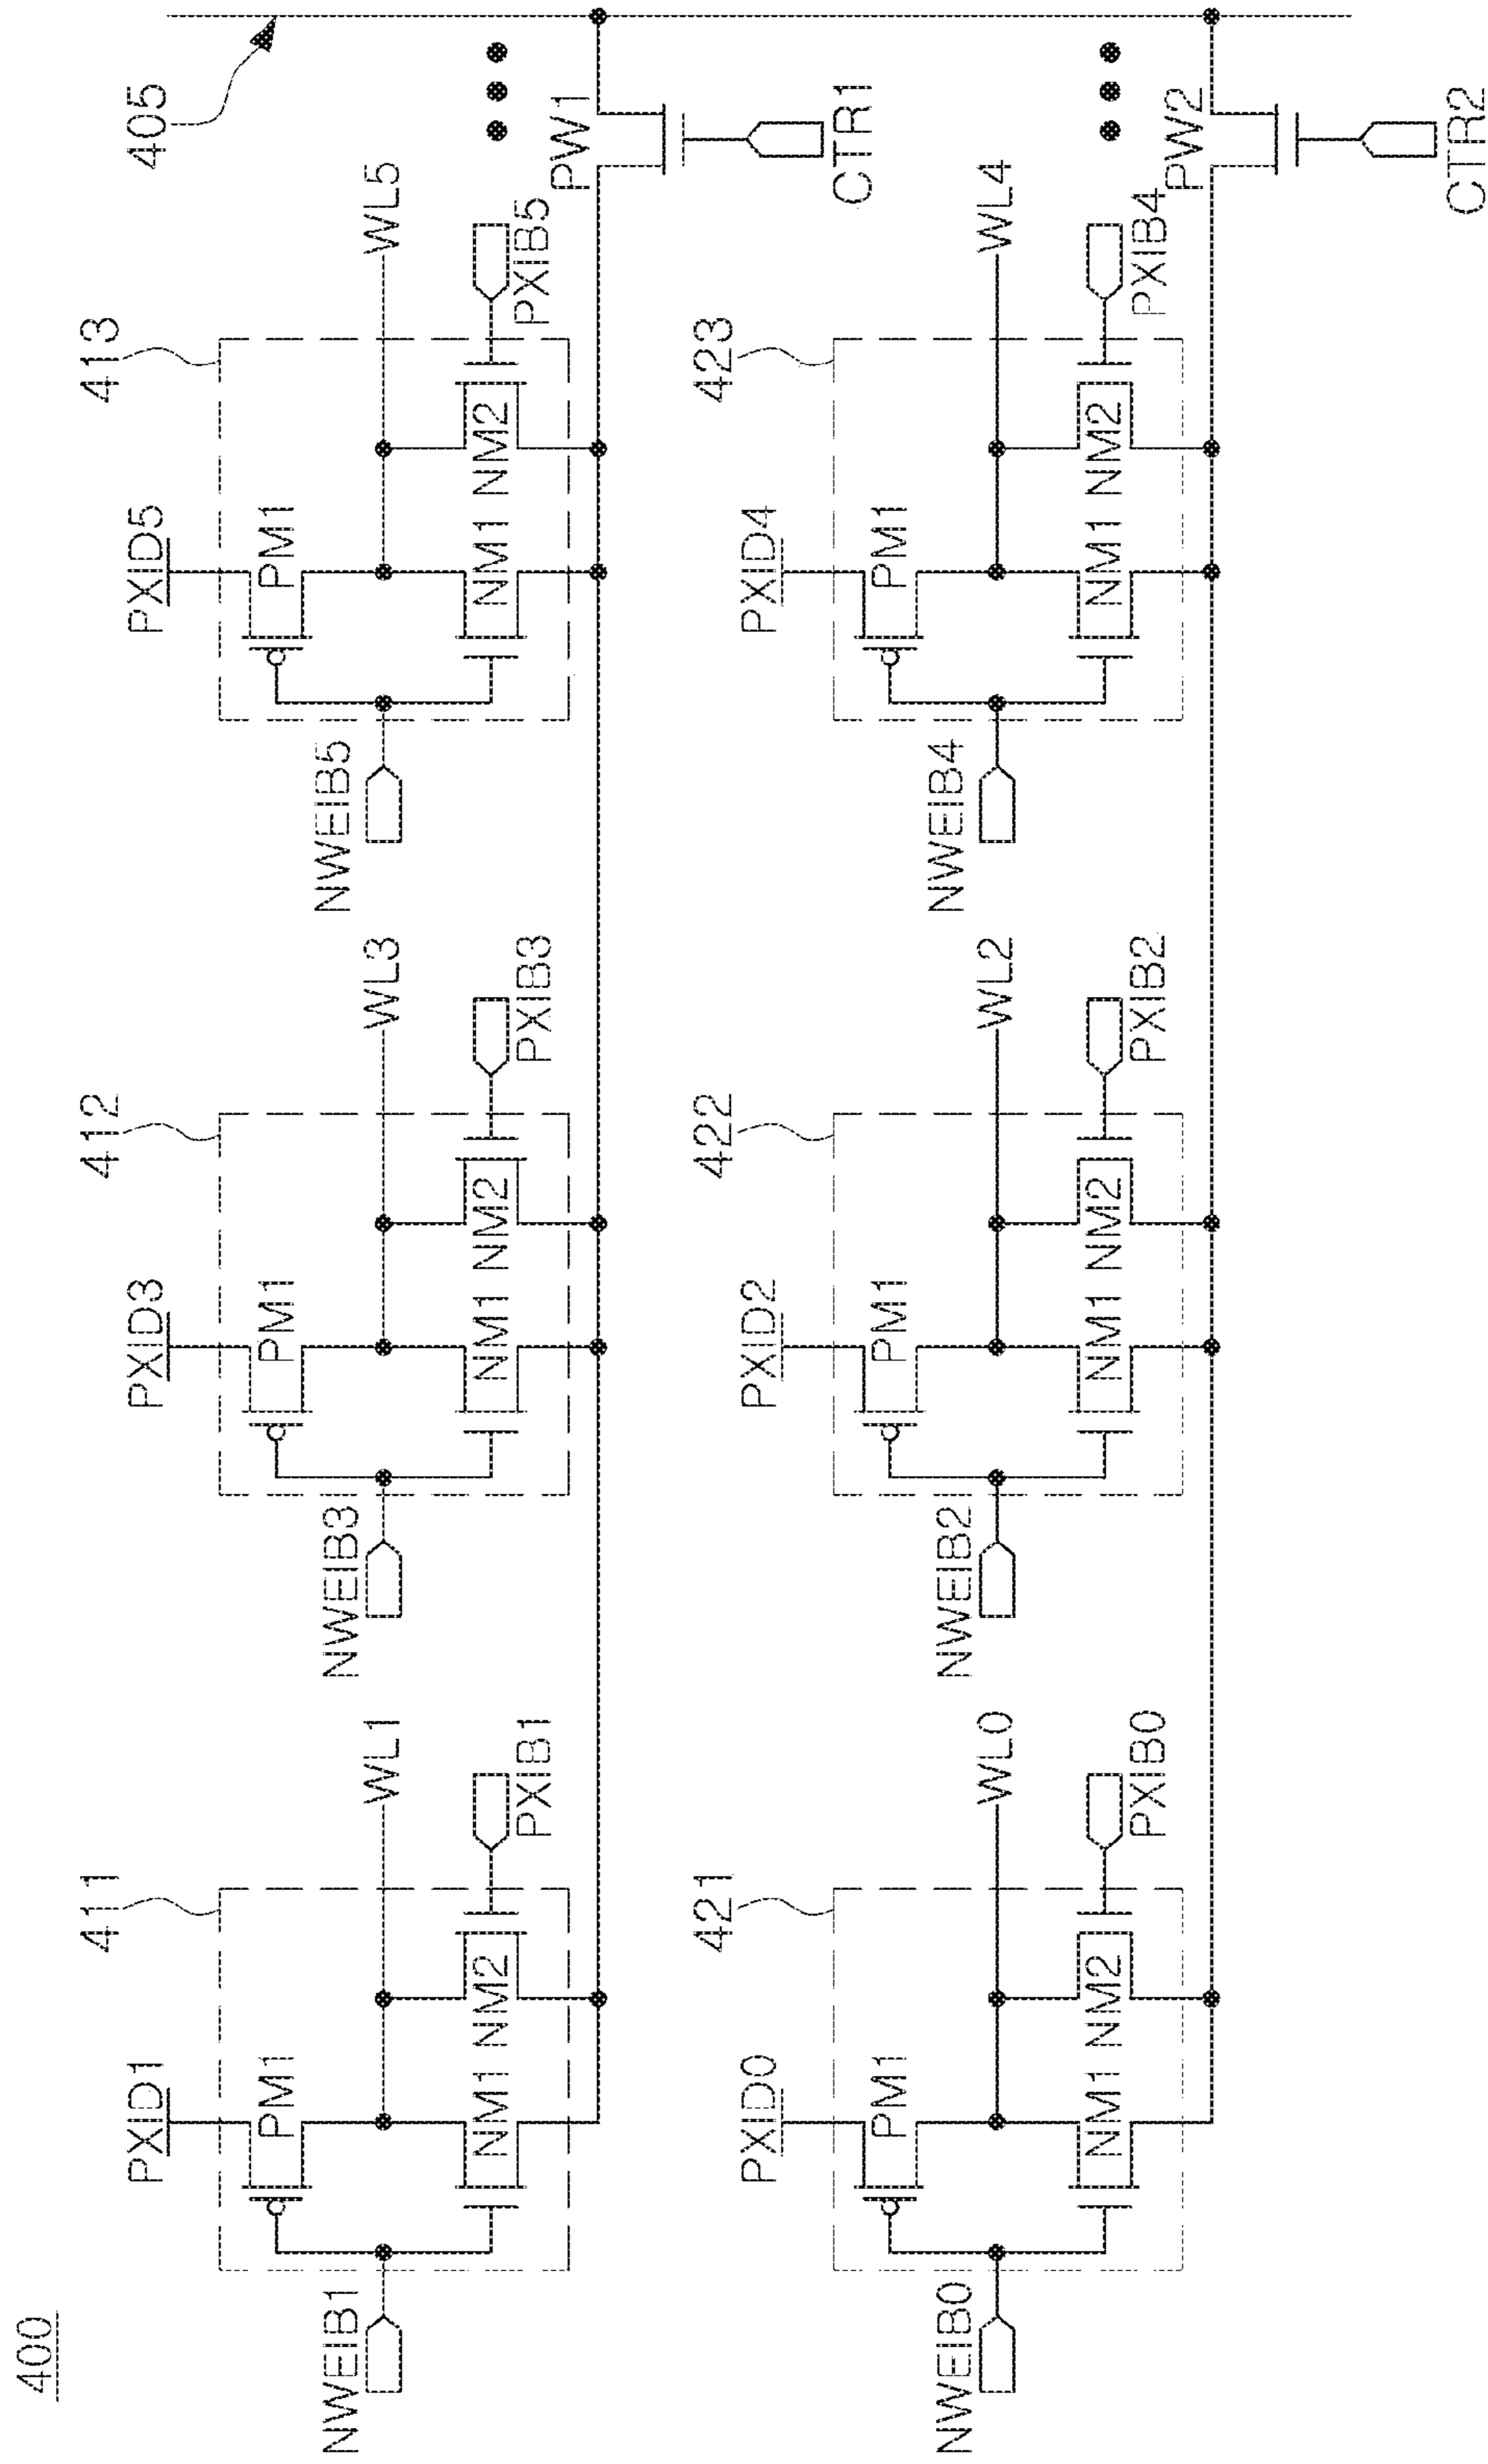 400
405
411
412
413
PXID1
PXID3
PXID5
PM1
PM1
PM1
WL1
WL3
WL5
NWEIB1
NWEIB3
NWEIB5
NM1
NM2
NM1
NM2
NM1
NM2
PXIB1
PXIB3
PXIB5
PW1
CTR1
421
422
423
PXID0
PXID2
PXID4
PM1
PM1
PM1
WL0
WL2
WL4
NWEIB0
NWEIB2
NWEIB4
NM1
NM2
NM1
NM2
NM1
NM2
PXIB0
PXIB2
PXIB4
PW2
CTR2